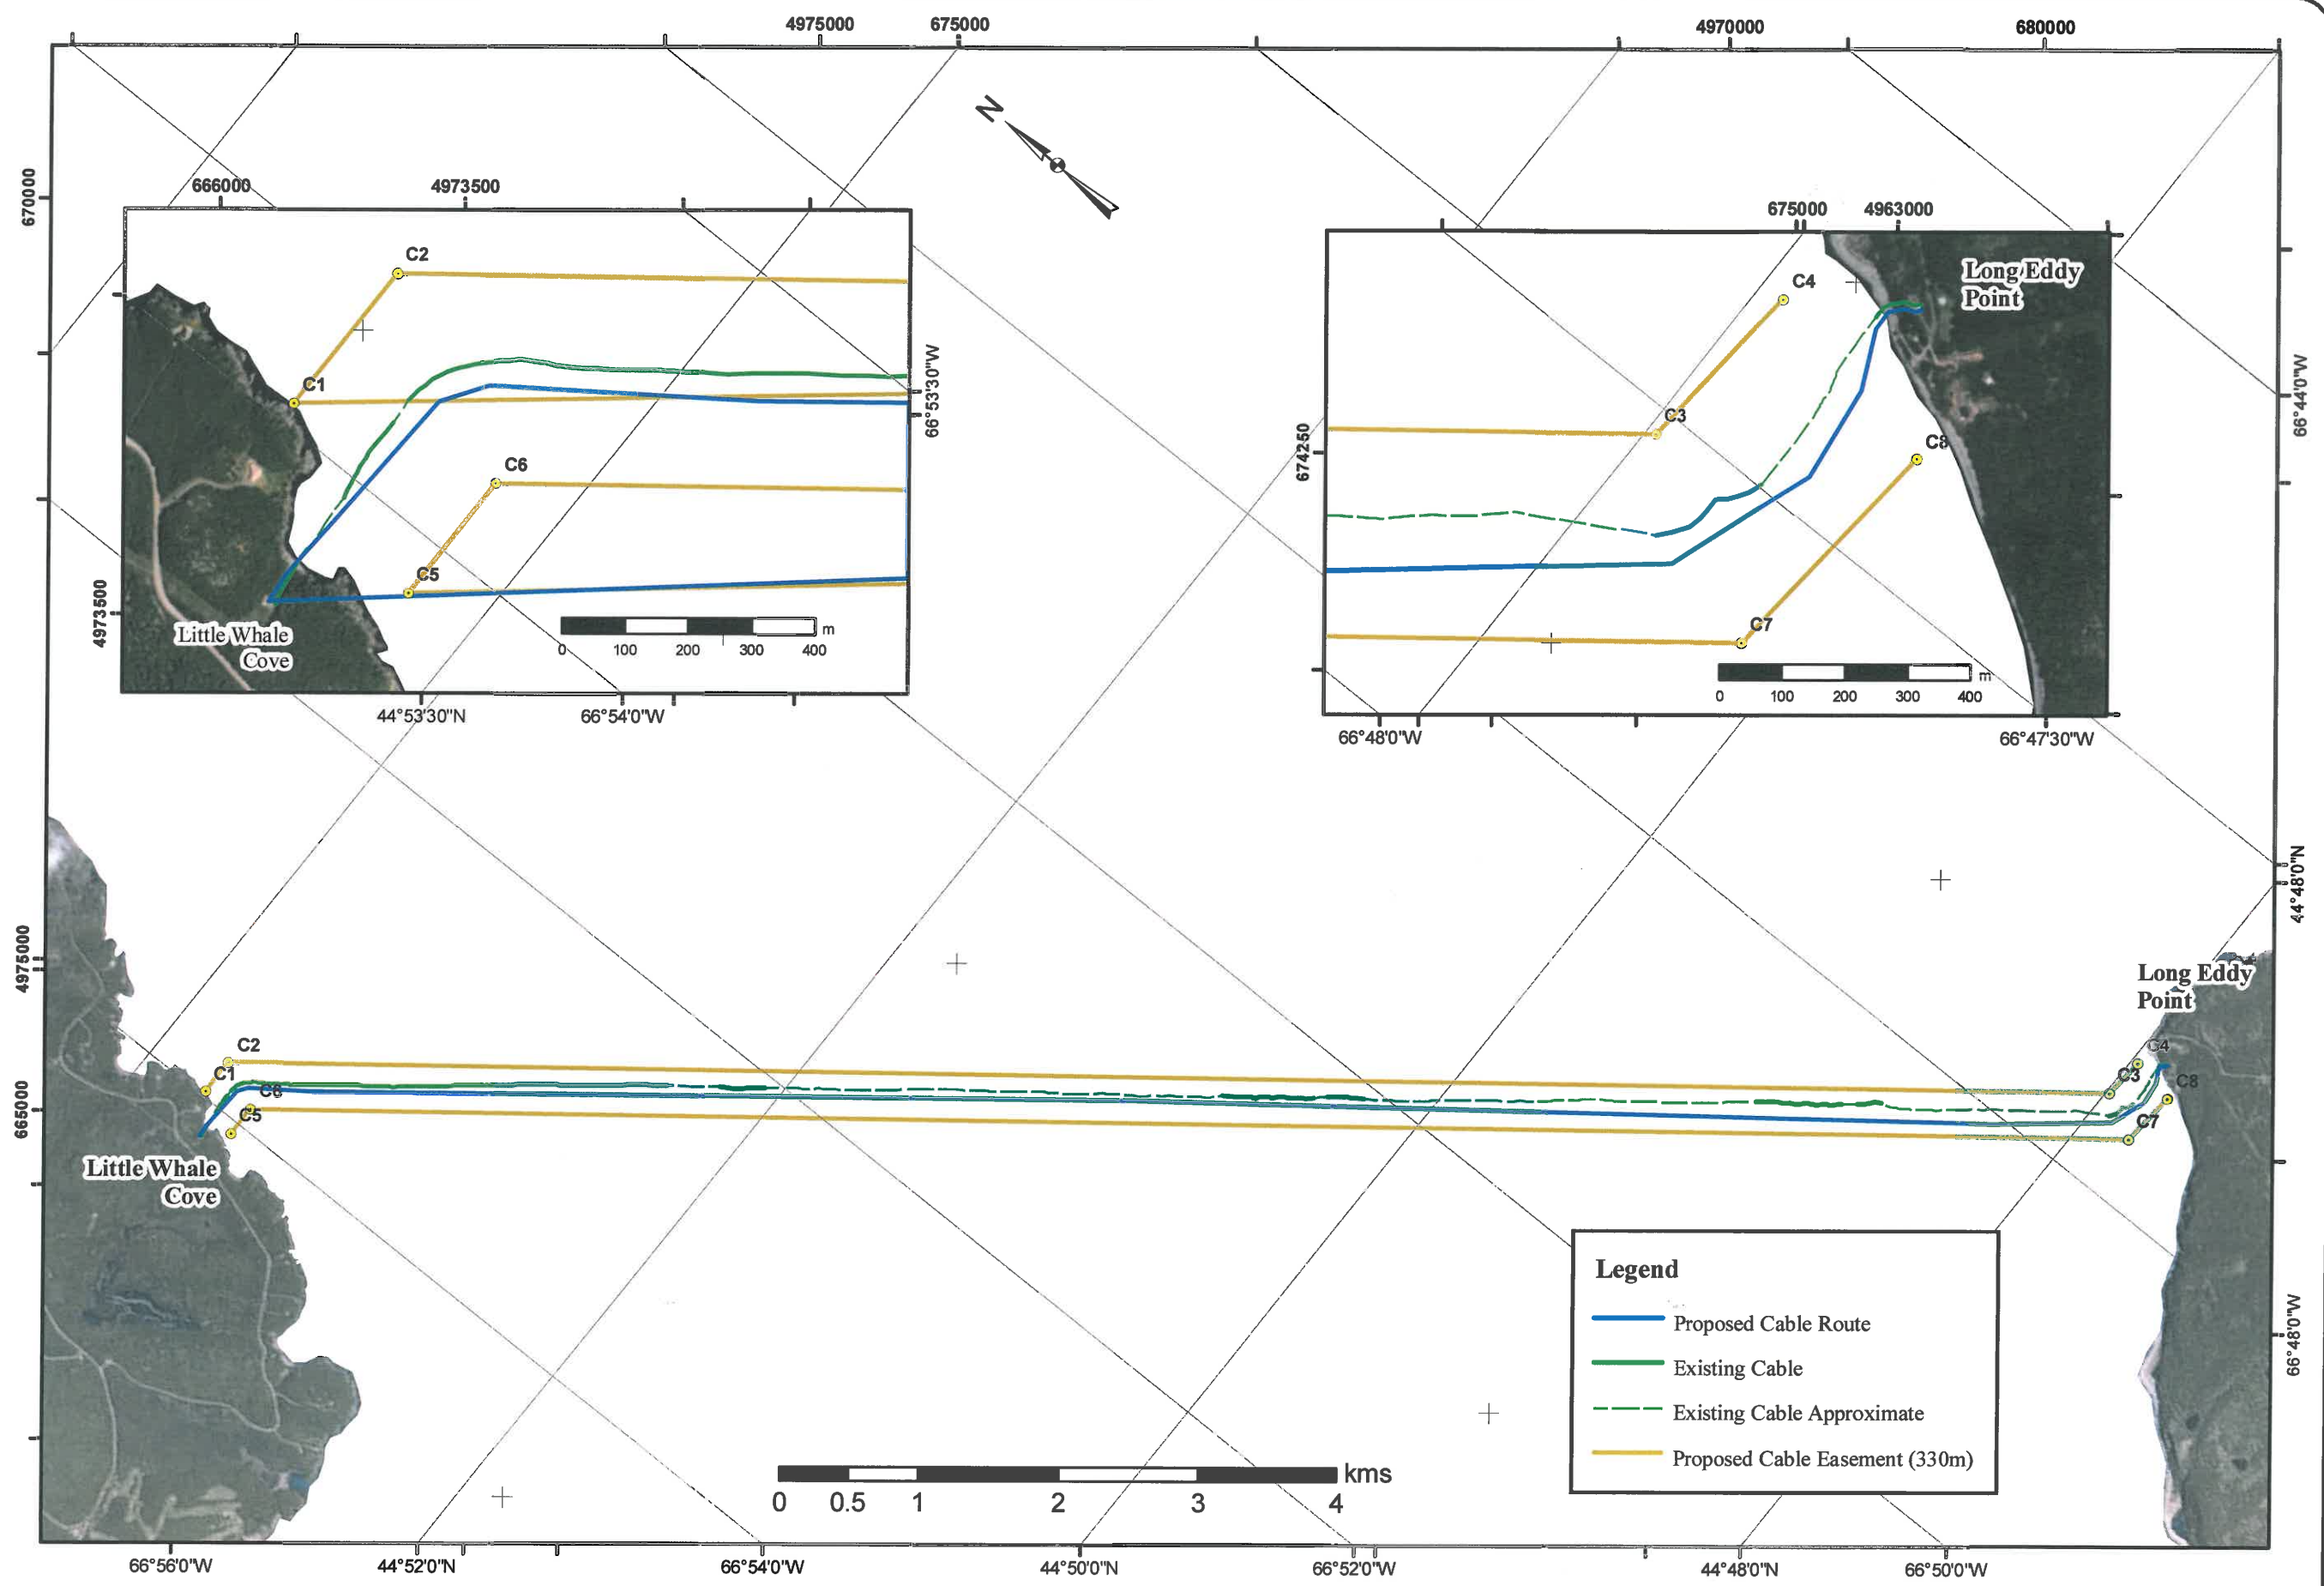 4975000 675000 4970000 680000
670000
N
666000 4973500
C2
C1
C6
C5
66°53'30"W
4973500
Little Whale
Cove
0 100 200 300 400 m
44°53'30"N 66°54'0"W
675000 4963000
Long Eddy
Point
C4
C3
C8
C7
674250
0 100 200 300 400 m
66°48'0"W 66°47'30"W
66°44'0"W
44°48'0"N
4975000
665000
C2
C1
C6
C5
Little Whale
Cove
Long Eddy
Point
C4
C3
C8
C7
66°48'0"W
Legend
Proposed Cable Route
Existing Cable
Existing Cable Approximate
Proposed Cable Easement (330m)
kms
0 0.5 1 2 3 4
66°56'0"W 44°52'0"N 66°54'0"W 44°50'0"N 66°52'0"W 44°48'0"N 66°50'0"W